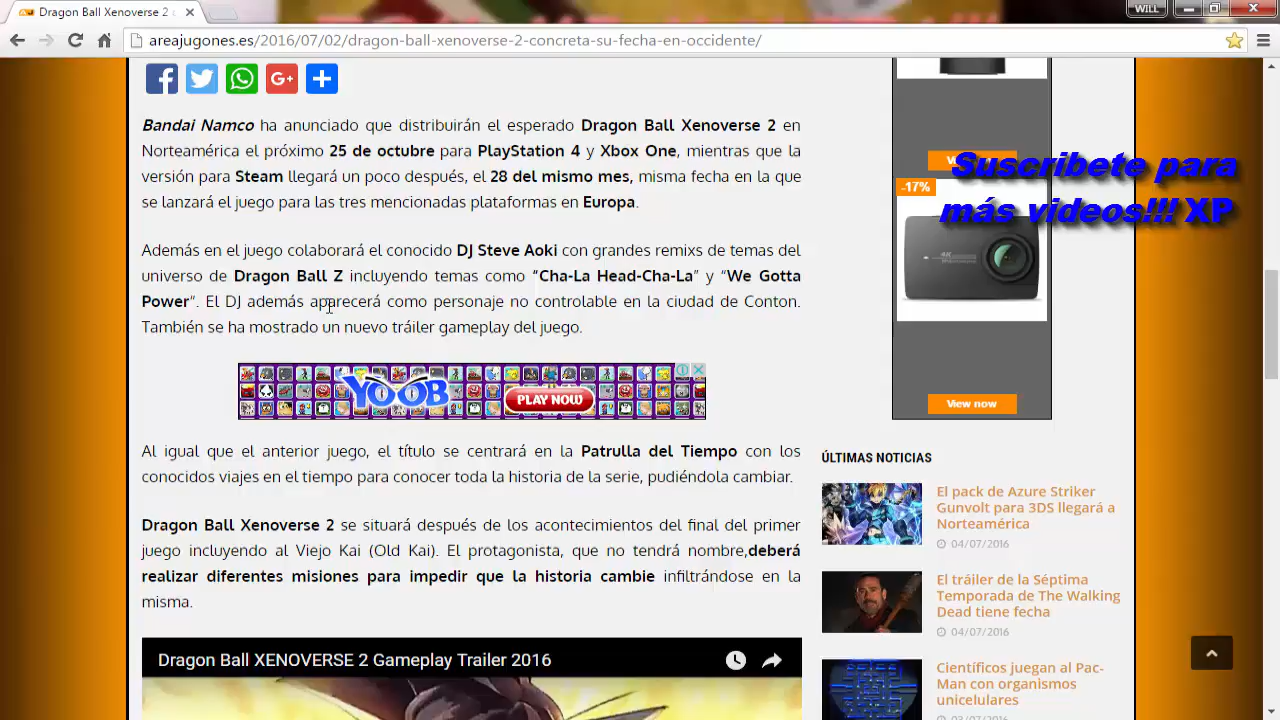 Dragon Ball Xenoverse 2
WILL
areajugones.es/2016/07/02/dragon-ball-xenoverse-2-concreta-su-fecha-en-occidente/
Bandai Namco ha anunciado que distribuirán el esperado Dragon Ball Xenoverse 2 en
Norteamérica el próximo 25 de octubre para PlayStation 4 y Xbox One, mientras que la
versión para Steam llegará días después, el 28 del mismo mes, misma fecha en la que
se lanzará el juego para las tres mencionadas plataformas en Europa.
Además en el juego colaborará el conocido DJ Steve Aoki con grandes remixs de temas del
universo de Dragon Ball Z incluyendo temas como “Cha-La Head-Cha-La” y “We Gotta
Power”. El DJ además aparecerá como personaje no controlable en la ciudad de Conton.
También se ha mostrado un nuevo tráiler gameplay del juego.
YOOB
PLAY NOW
Al igual que el anterior juego, el título se centrará en la Patrulla del Tiempo con los
conocidos viajes en el tiempo para conocer toda la historia de la serie, pudiéndola cambiar.
Dragon Ball Xenoverse 2 se situará después de los acontecimientos del final del primer
juego incluyendo al Viejo Kai (Old Kai). El protagonista, que no tendrá nombre,deberá
realizar diferentes misiones para impedir que la historia cambie infiltrándose en la
misma.
Dragon Ball XENOVERSE 2 Gameplay Trailer 2016
Suscribete para
más videos!!! XP
-17%
4K
View now
ÚLTIMAS NOTICIAS
El pack de Azure Striker
Gunvolt para 3DS llegará a
Norteamérica
04/07/2016
El tráiler de la Séptima
Temporada de The Walking
Dead tiene fecha
04/07/2016
Científicos juegan al Pac-
Man con organismos
unicelulares
03/07/2016